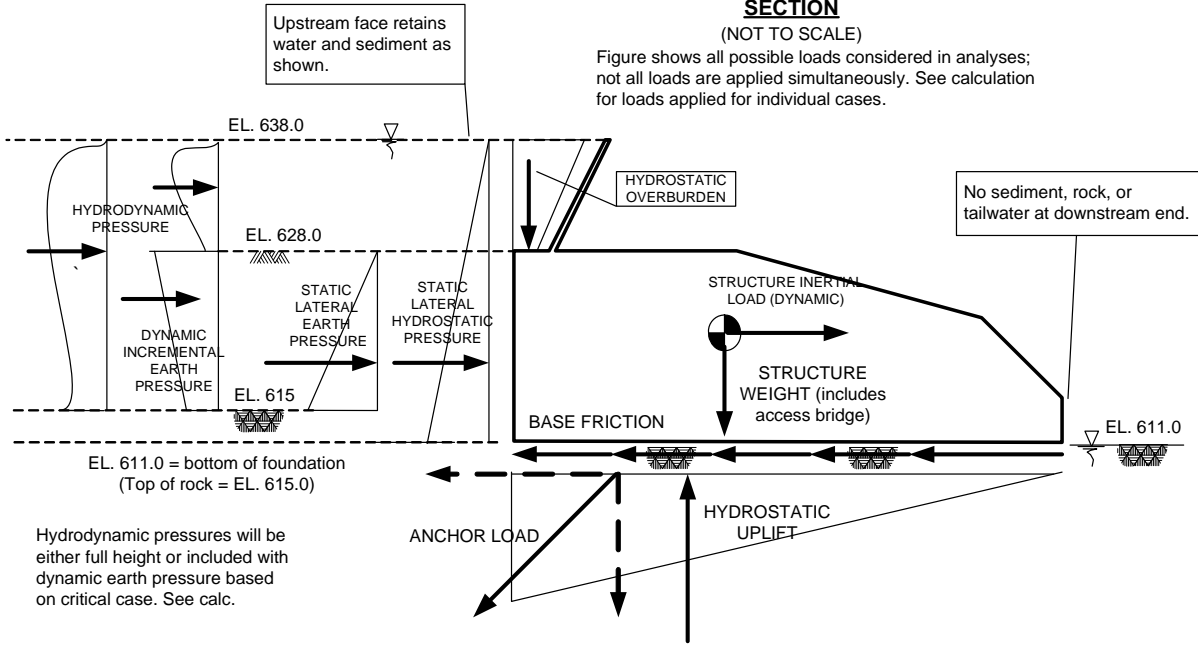 SECTION
(NOT TO SCALE)
Figure shows all possible loads considered in analyses;
not all loads are applied simultaneously. See calculation
for loads applied for individual cases.
Upstream face retains
water and sediment as
shown.
EL. 638.0
HYDROSTATIC
OVERBURDEN
No sediment, rock, or
tailwater at downstream end.
HYDRODYNAMIC
PRESSURE
EL. 628.0
STATIC
LATERAL
EARTH
PRESSURE
STATIC
LATERAL
HYDROSTATIC
PRESSURE
STRUCTURE INERTIAL
LOAD (DYNAMIC)
DYNAMIC
INCREMENTAL
EARTH
PRESSURE
STRUCTURE
WEIGHT (includes
access bridge)
EL. 615
BASE FRICTION
EL. 611.0
EL. 611.0 = bottom of foundation
(Top of rock = EL. 615.0)
ANCHOR LOAD
HYDROSTATIC
UPLIFT
Hydrodynamic pressures will be
either full height or included with
dynamic earth pressure based
on critical case. See calc.